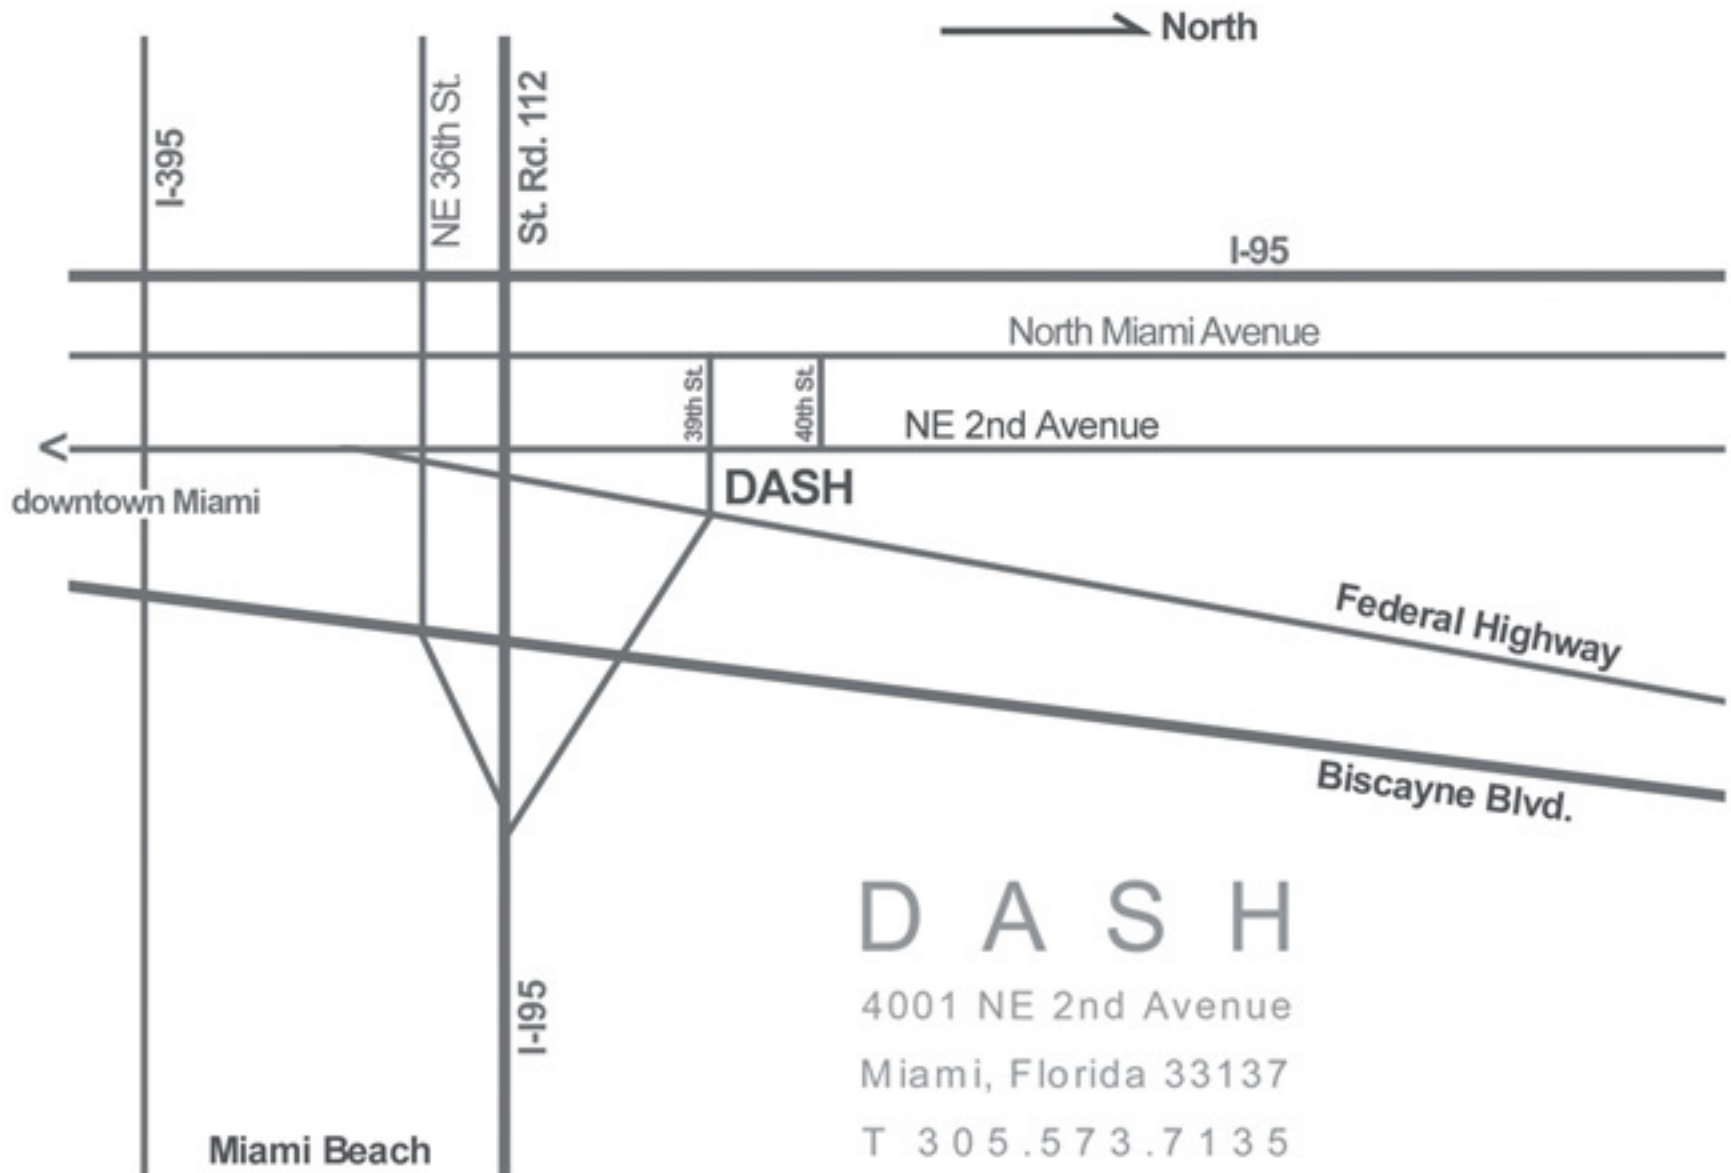 North
I-395
NE 36th St.
St. Rd. 112
I-95
North Miami Avenue
39th St.
40th St.
NE 2nd Avenue
<
downtown Miami
DASH
Federal Highway
Biscayne Blvd.
I-I95
Miami Beach
DASH
4001 NE 2nd Avenue
Miami, Florida 33137
T 305.573.7135